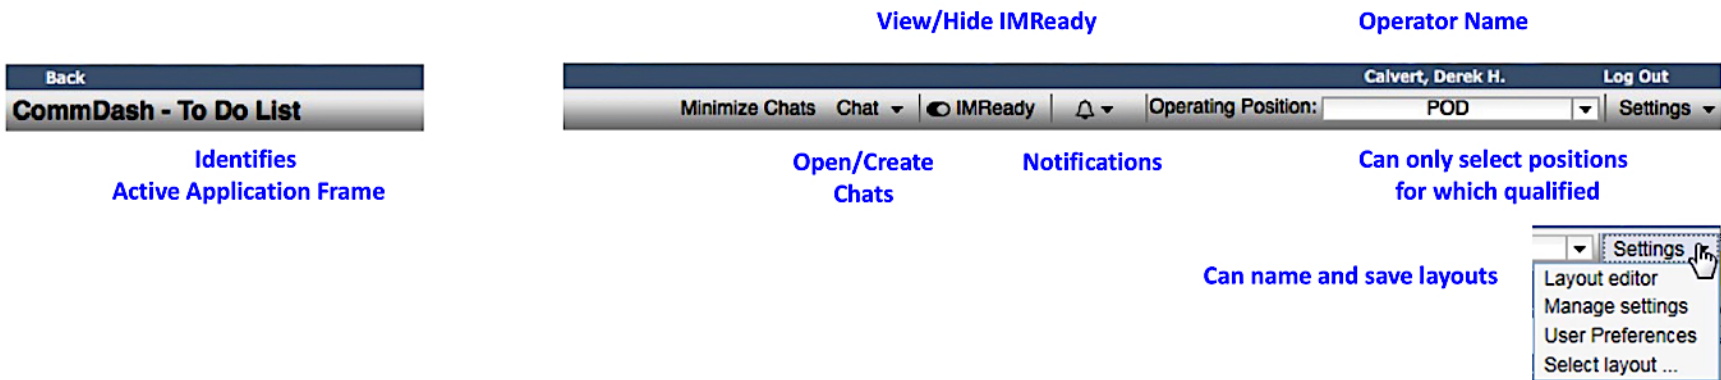 View/Hide IMReady
Operator Name
Back
Calvert, Derek H.
Log Out
CommDash - To Do List
Minimize Chats
Chat
IMReady
Operating Position:
POD
Settings
Identifies
Active Application Frame
Open/Create
Chats
Notifications
Can only select positions
for which qualified
Can name and save layouts
Settings
Layout editor
Manage settings
User Preferences
Select layout ...